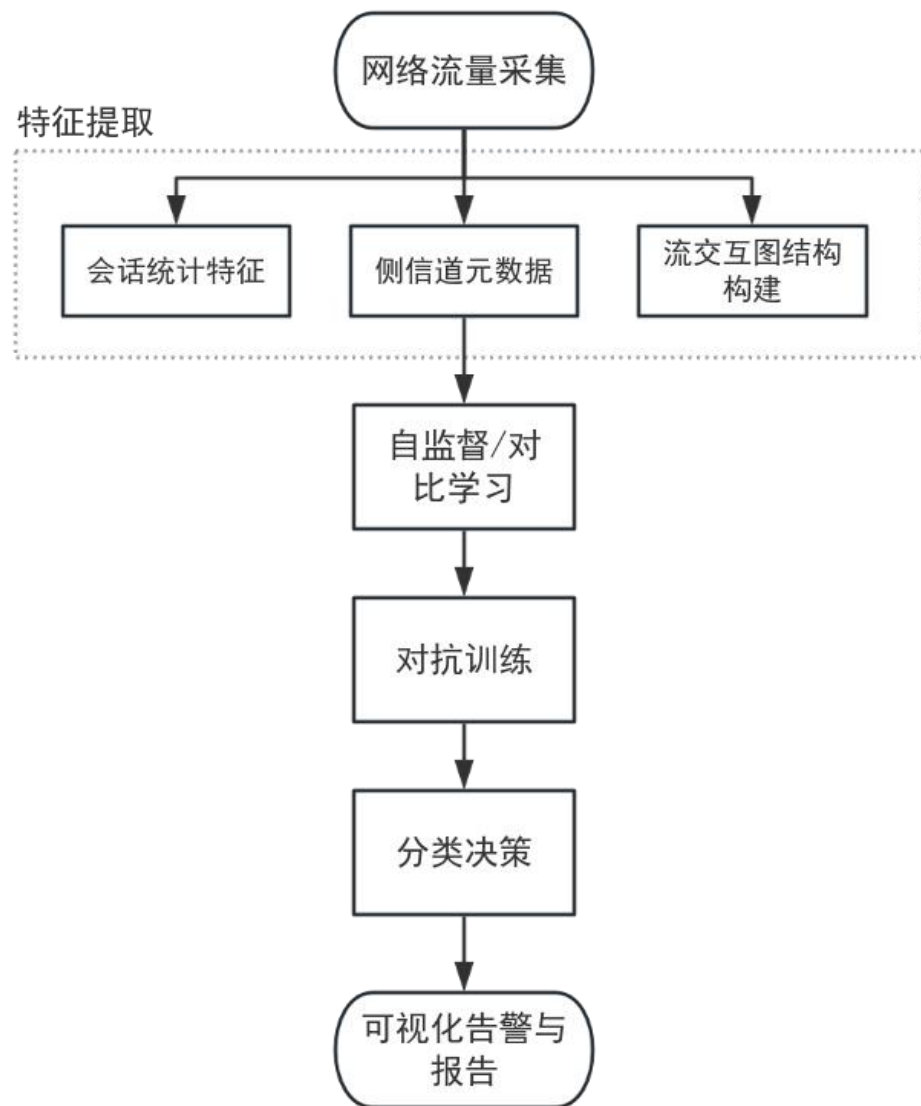 网络流量采集
特征提取
会话统计特征
侧信道元数据
流交互图结构
构建
自监督/对
比学习
对抗训练
分类决策
可视化告警与
报告